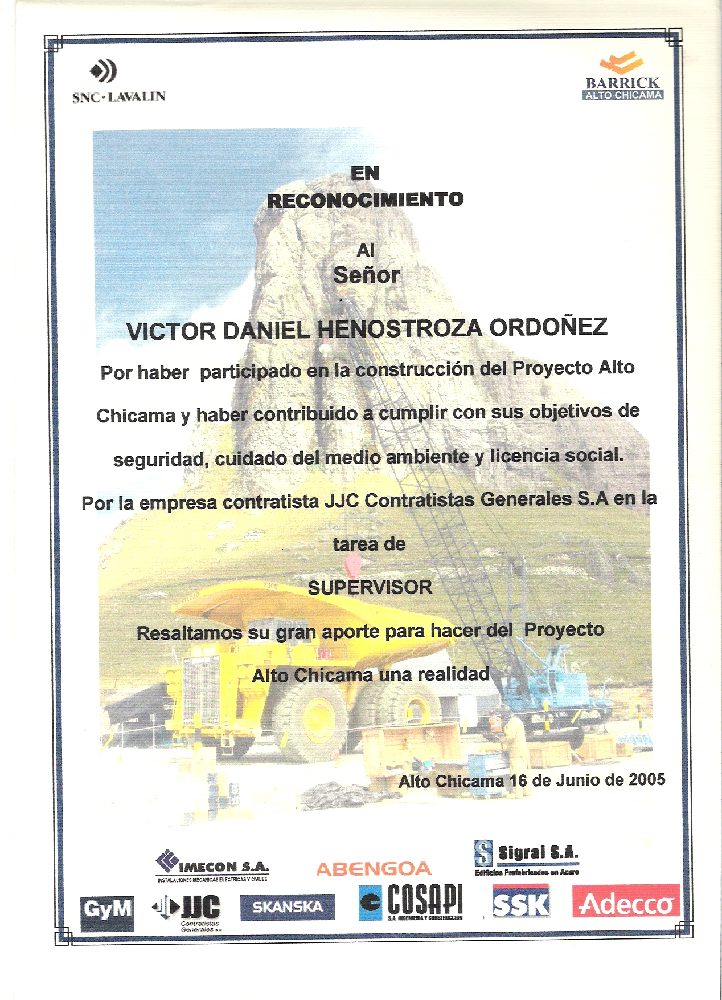 SNC·LAVALIN
BARRICK
ALTO CHICAMA
EN
RECONOCIMIENTO
Al
Señor
VICTOR DANIEL HENOSTROZA ORDOÑEZ
Por haber participado en la construcción del Proyecto Alto
Chicama y haber contribuido a cumplir con sus objetivos de
seguridad, cuidado del medio ambiente y licencia social.
Por la empresa contratista JJC Contratistas Generales S.A en la
tarea de
730E
SUPERVISOR
Resaltamos su gran aporte para hacer del Proyecto
Alto Chicama una realidad
Alto Chicama 16 de Junio de 2005
IMECON S.A.
INSTALACIONES MECANICAS ELECTRICAS Y CIVILES
ABENGOA
S Sigral S.A.
Edificios Prefabricados en Acero
GyM
JJC
Contratistas
Generales s.a
SKANSKA
COSAPI
S.A. INGENIERIA Y CONSTRUCCION
SSK
Adecco